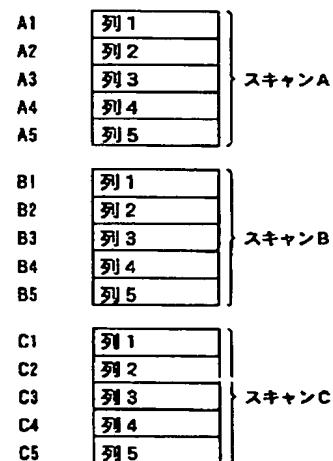 A1 列1
A2 列2
A3 列3 スキャンA
A4 列4
A5 列5
B1 列1
B2 列2
B3 列3 スキャンB
B4 列4
B5 列5
C1 列1
C2 列2
C3 列3 スキャンC
C4 列4
C5 列5